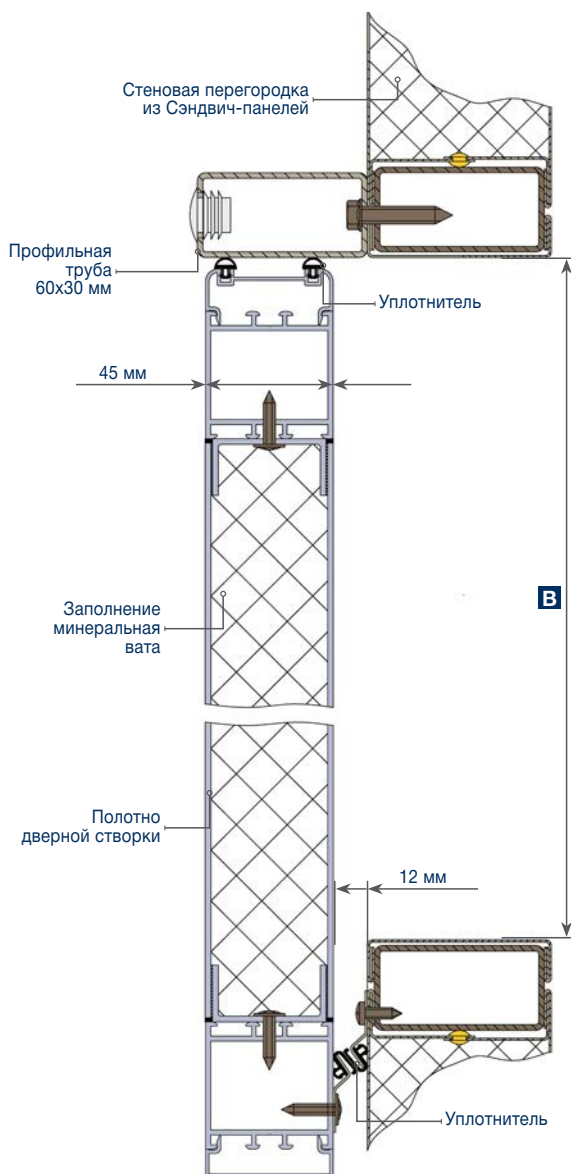 Стеновая перегородка
из Сэндвич-панелей
Профильная
труба
60х30 мм
Уплотнитель
45 мм
В
Заполнение
минеральная
вата
Полотно
дверной створки
12 мм
Уплотнитель